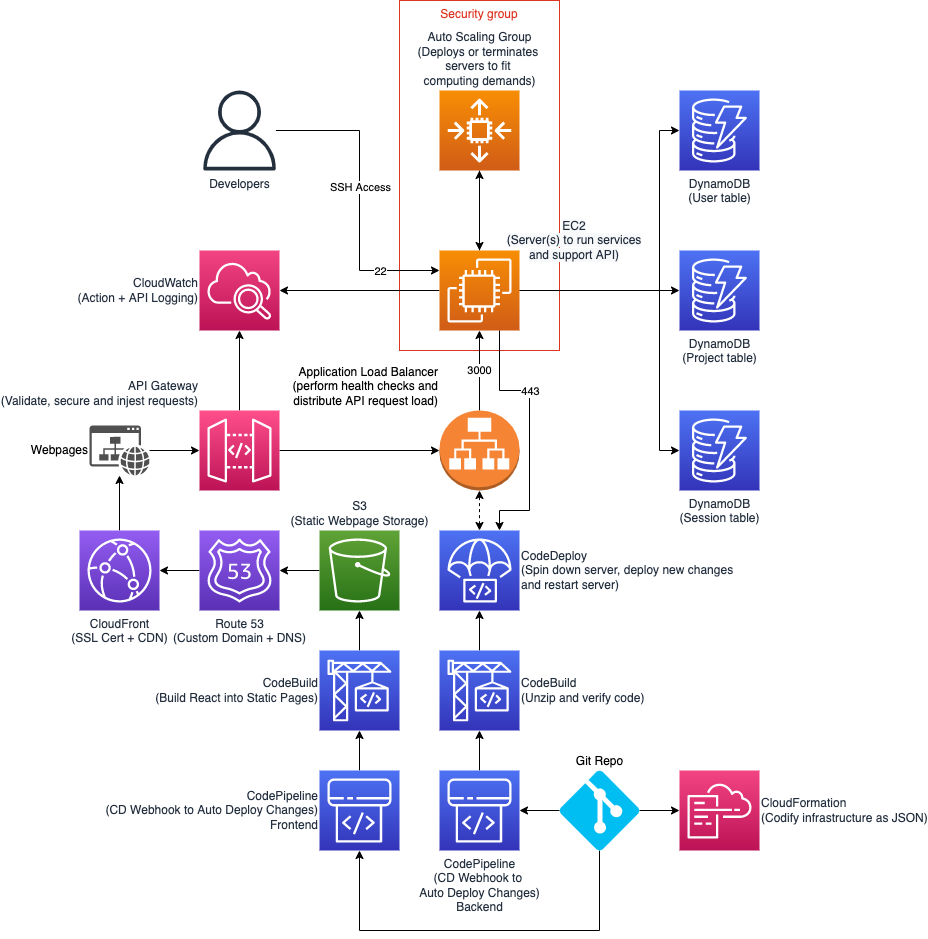 Security group
Auto Scaling Group
(Deploys or terminates
servers to fit
computing demands)
Developers
SSH Access
DynamoDB
(User table)
EC2
(Server(s) to run services
and support API)
22
CloudWatch
(Action + API Logging)
DynamoDB
(Project table)
Application Load Balancer
(perform health checks and
distribute API request load)
3000
443
API Gateway
(Validate, secure and injest requests)
Webpages
DynamoDB
(Session table)
S3
(Static Webpage Storage)
CodeDeploy
(Spin down server, deploy new changes
and restart server)
53
CloudFront
(SSL Cert + CDN)
Route 53
(Custom Domain + DNS)
CodeBuild
(Build React into Static Pages)
CodeBuild
(Unzip and verify code)
Git Repo
CodePipeline
(CD Webhook to Auto Deploy Changes)
Frontend
CloudFormation
(Codify infrastructure as JSON)
CodePipeline
(CD Webhook to
Auto Deploy Changes)
Backend